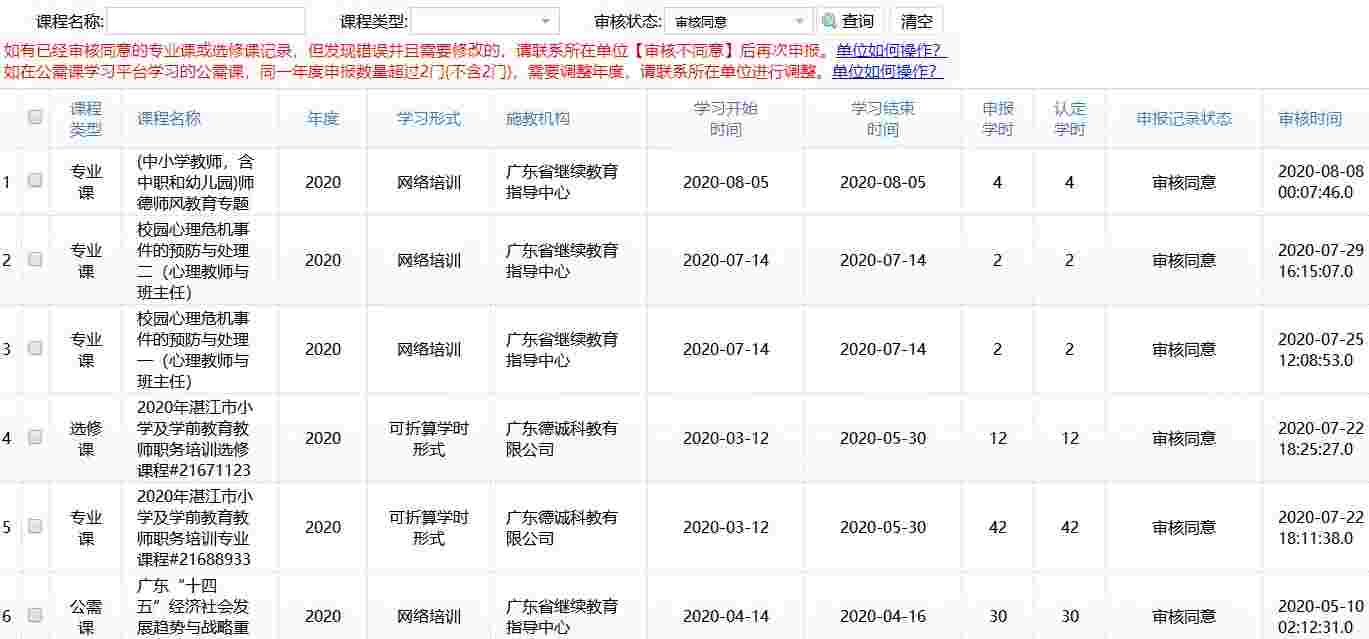 课程名称: 课程类型: 审核状态: 审核同意 查询 清空
如有已经审核同意的专业课或选修课记录，但发现错误并且需要修改的，请联系所在单位【审核不同意】后再次申报。单位如何操作？
如在公需课学习平台学习的公需课，同一年度申报数量超过2门(不含2门)，需要调整年度，请联系所在单位进行调整。单位如何操作？
课程
类型
课程名称
年度
学习形式
施教机构
学习开始
时间
学习结束
时间
申报
学时
认定
学时
申报记录状态
审核时间
1
专业
课
(中小学教师，含
中职和幼儿园)师
德师风教育专题
2020
网络培训
广东省继续教育
指导中心
2020-08-05
2020-08-05
4
4
审核同意
2020-08-08
00:07:46.0
2
专业
课
校园心理危机事
件的预防与处理
二（心理教师与
班主任）
2020
网络培训
广东省继续教育
指导中心
2020-07-14
2020-07-14
2
2
审核同意
2020-07-29
16:15:07.0
3
专业
课
校园心理危机事
件的预防与处理
一（心理教师与
班主任）
2020
网络培训
广东省继续教育
指导中心
2020-07-14
2020-07-14
2
2
审核同意
2020-07-25
12:08:53.0
4
选修
课
2020年湛江市小
学及学前教育教
师职务培训选修
课程#21671123
2020
可折算学时
形式
广东德诚科教有
限公司
2020-03-12
2020-05-30
12
12
审核同意
2020-07-22
18:25:27.0
5
专业
课
2020年湛江市小
学及学前教育教
师职务培训专业
课程#21688933
2020
可折算学时
形式
广东德诚科教有
限公司
2020-03-12
2020-05-30
42
42
审核同意
2020-07-22
18:11:38.0
6
公需
课
广东“十四
五”经济社会发
展趋势与战略重
2020
网络培训
广东省继续教育
指导中心
2020-04-14
2020-04-16
30
30
审核同意
2020-05-10
02:12:31.0